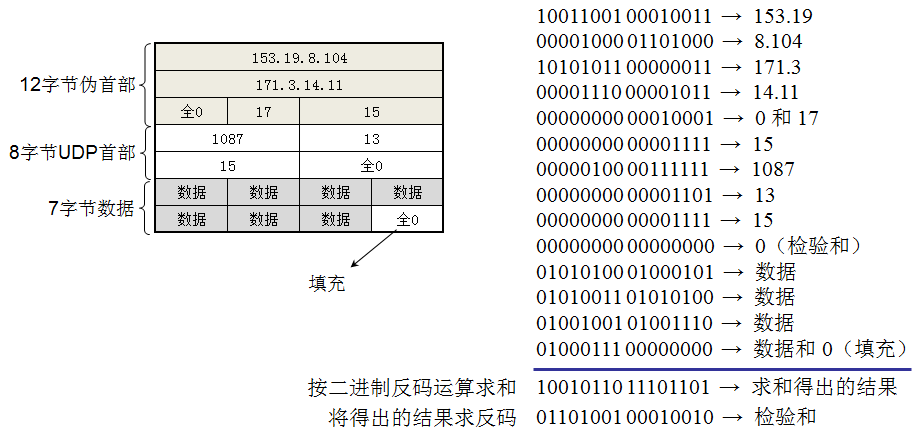 12字节伪首部
153.19.8.104
171.3.14.11
全0 17 15
8字节UDP首部
1087 13
15 全0
7字节数据
数据 数据 数据 数据
数据 数据 数据 全0
填充
10011001 00010011 → 153.19
00001000 01101000 → 8.104
10101011 00000011 → 171.3
00001110 00001011 → 14.11
00000000 00010001 → 0 和 17
00000000 00001111 → 15
00000100 00111111 → 1087
00000000 00001101 → 13
00000000 00001111 → 15
00000000 00000000 → 0（检验和）
01010100 01000101 → 数据
01010011 01010100 → 数据
01001001 01001110 → 数据
01000111 00000000 → 数据和 0（填充）
按二进制反码运算求和 10010110 11101101 → 求和得出的结果
将得出的结果求反码 01101001 00010010 → 检验和